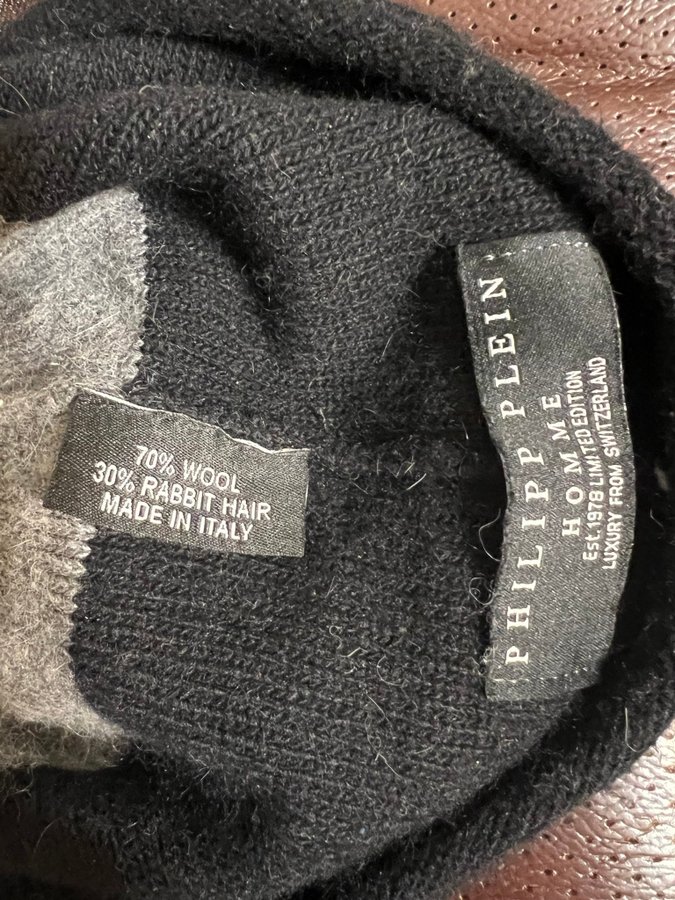 70% WOOL
30% RABBIT HAIR
MADE IN ITALY
PHILIPP PLEIN
HOMME
Est.1978 LIMITED EDITION
LUXURY FROM SWITZERLAND